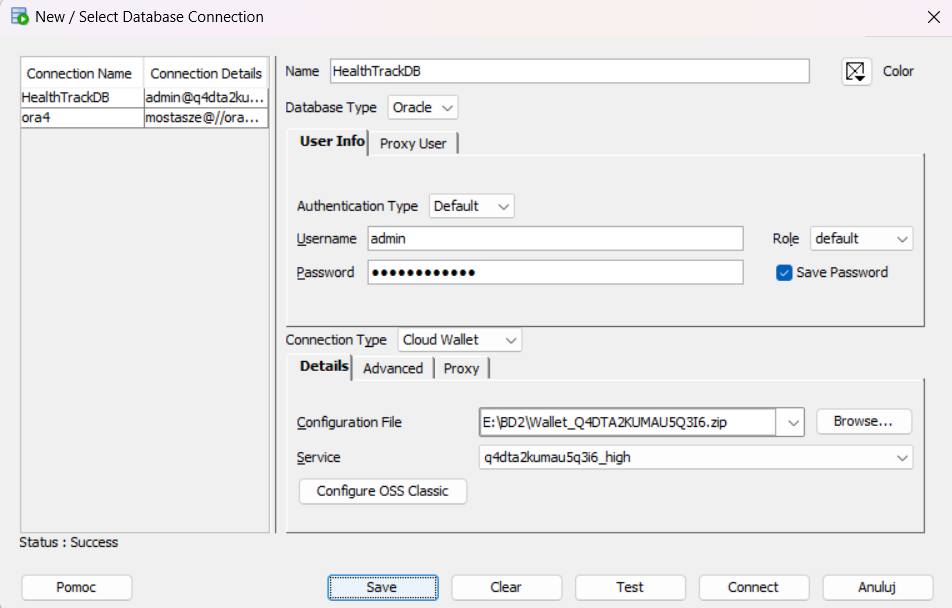 New / Select Database Connection
Connection Name Connection Details
HealthTrackDB admin@q4dta2ku...
ora4 mostasze@//ora...
Name HealthTrackDB Color
Database Type Oracle
User Info Proxy User
Authentication Type Default
Username admin Role default
Password ●●●●●●●●●●●● Save Password
Connection Type Cloud Wallet
Details Advanced Proxy
Configuration File E:\BD2\Wallet_Q4DTA2KUMAU5Q3I6.zip Browse...
Service q4dta2kumau5q3i6_high
Configure OSS Classic
Status : Success
Pomoc Save Clear Test Connect Anuluj